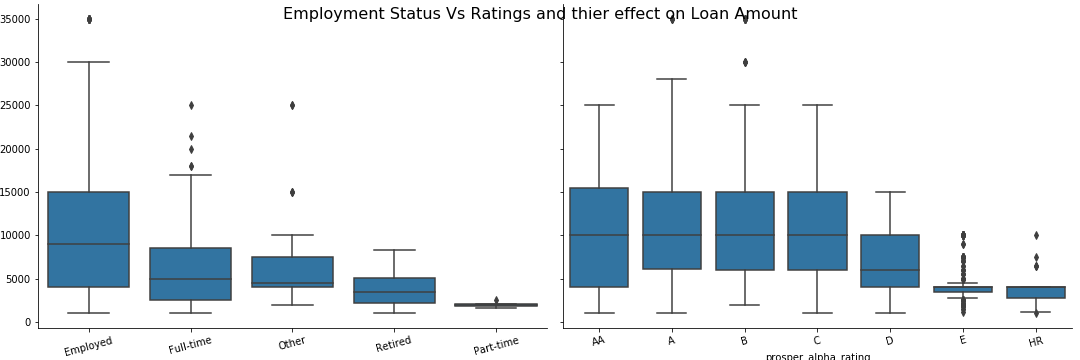 Employment Status Vs Ratings and thier effect on Loan Amount
35000
30000
25000
20000
15000
10000
5000
0
Employed Full-time Other Retired Part-time
AA A B C D E HR
prosper_alpha_rating